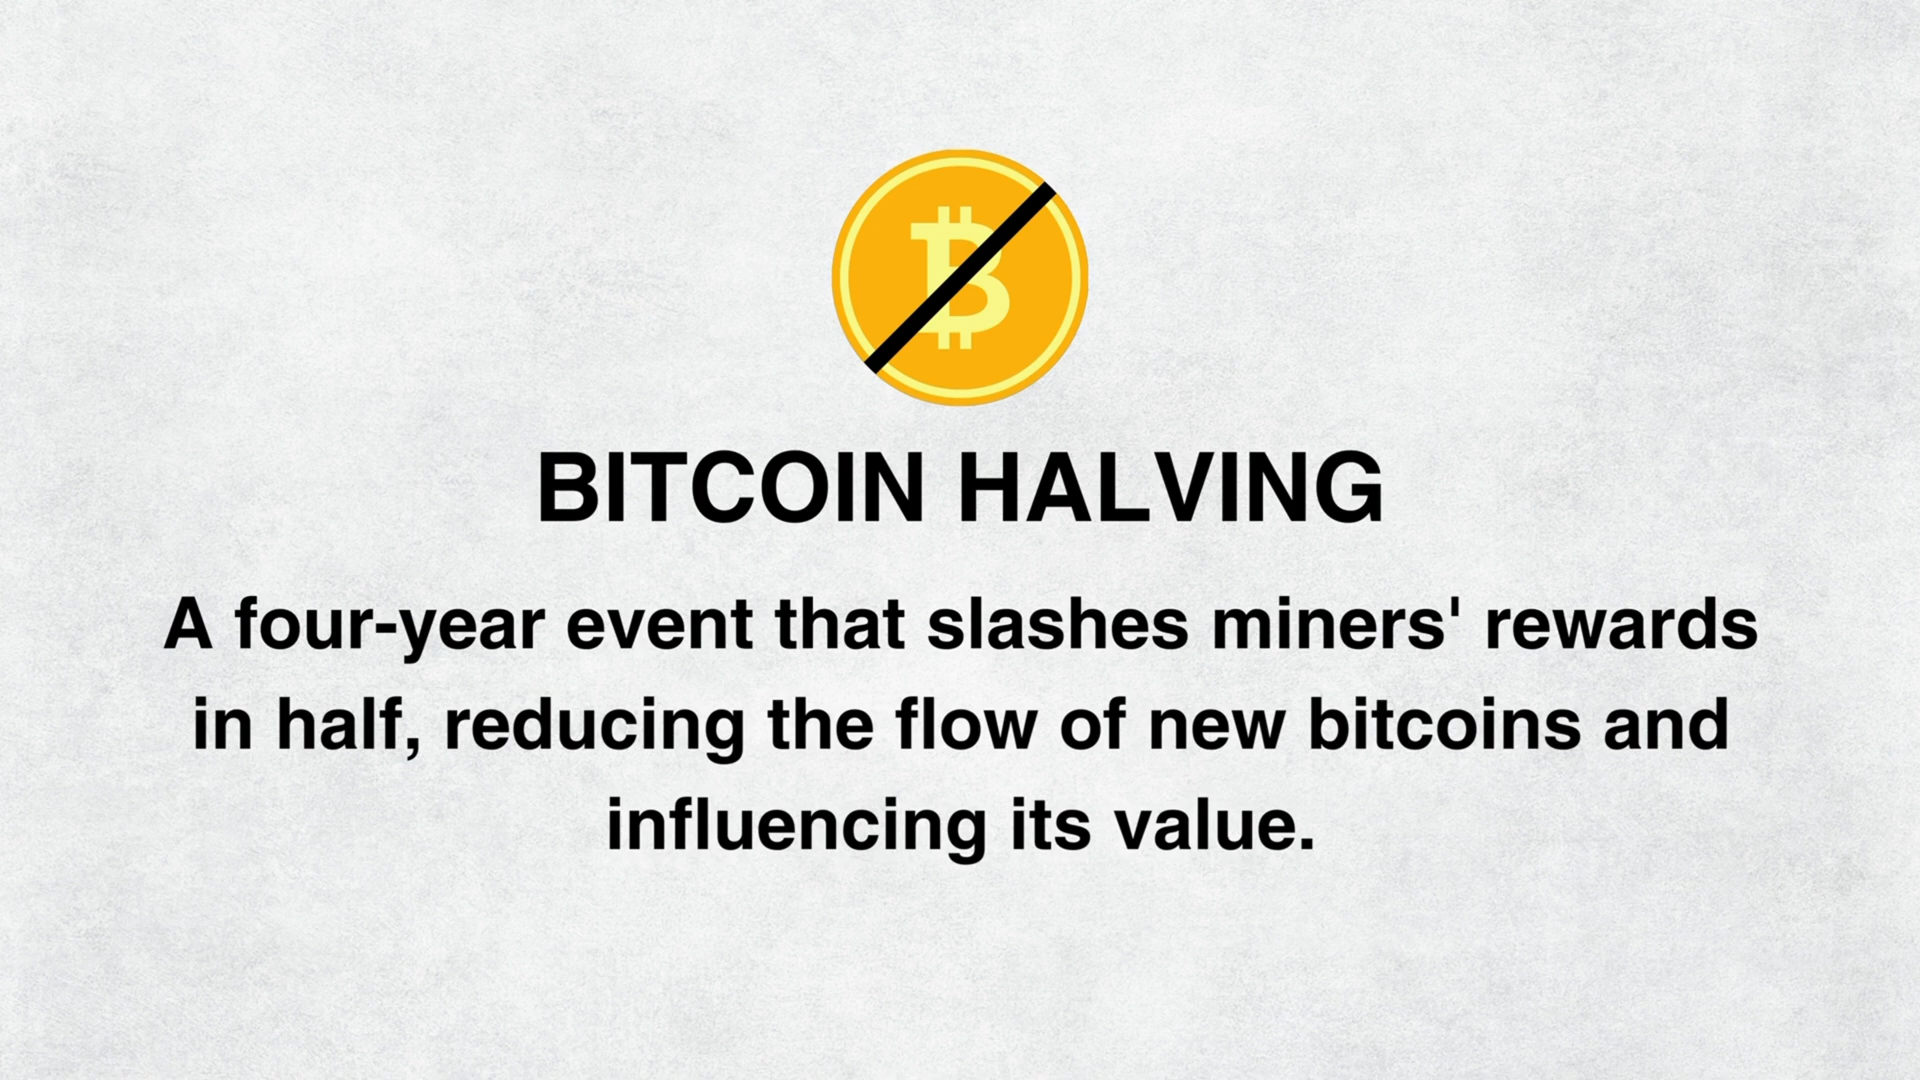 BITCOIN HALVING
A four-year event that slashes miners' rewards
in half, reducing the flow of new bitcoins and
influencing its value.